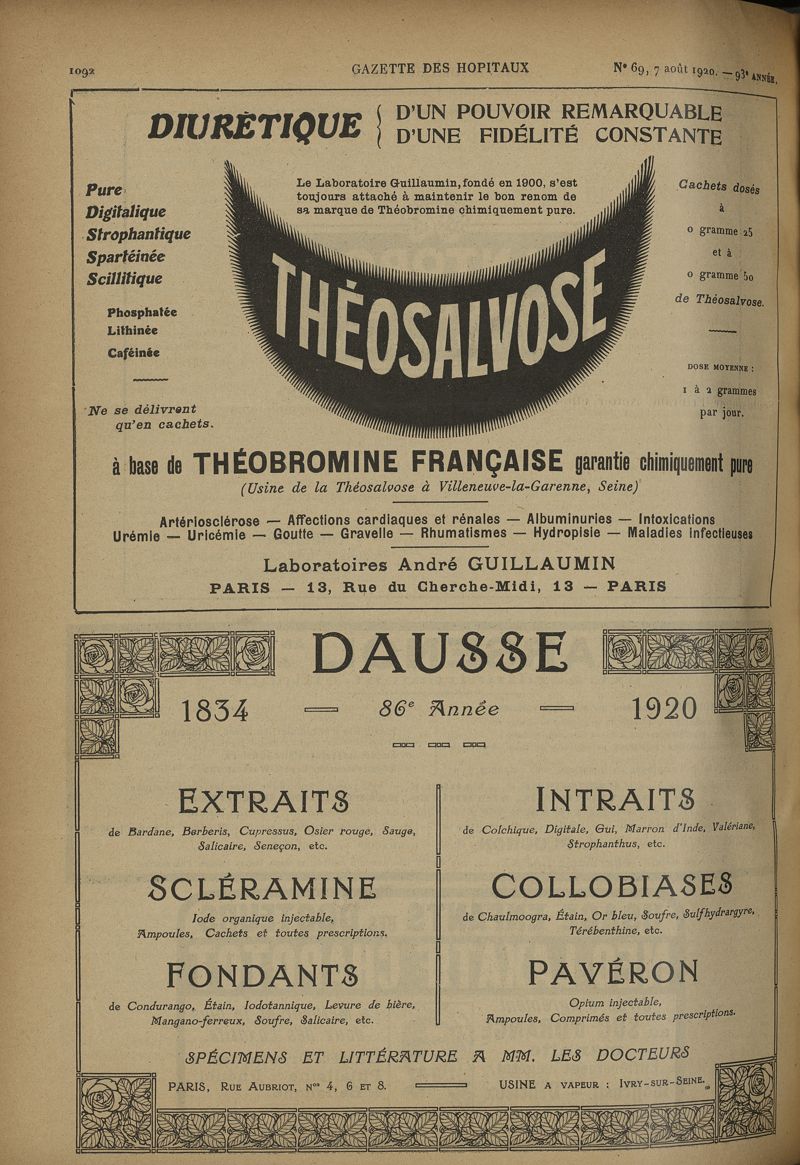 1092
GAZETTE DES HOPITAUX
N° 69, 7 août 1920. — 93e ANNÉE.
DIURÉTIQUE
D'UN POUVOIR REMARQUABLE
D'UNE FIDÉLITÉ CONSTANTE
Pure
Digitalique
Strophantique
Spartéinée
Scillitique
Phosphatée
Lithinée
Caféinée
Ne se délivrent
qu'en cachets.
Le Laboratoire Guillaumin, fondé en 1900, s'est
toujours attaché à maintenir le bon renom de
sa marque de Théobromine chimiquement pure.
THÉOSALVOSE
Cachets dosés
à
0 gramme 25
et à
0 gramme 50
de Théosalvose.
DOSE MOYENNE :
1 à 2 grammes
par jour.
à base de THÉOBROMINE FRANÇAISE garantie chimiquement pure
(Usine de la Théosalvose à Villeneuve-la-Garenne, Seine)
Artériosclérose — Affections cardiaques et rénales — Albuminuries — Intoxications
Urémie — Uricémie — Goutte — Gravelle — Rhumatismes — Hydropisie — Maladies infectieuses
Laboratoires André GUILLAUMIN
PARIS — 13, Rue du Cherche-Midi, 13 — PARIS
DAUSSE
1834 — 86e Année — 1920
EXTRAITS
de Bardane, Berberis, Cupressus, Osier rouge, Sauge,
Salicaire, Seneçon, etc.
SCLÉRAMINE
Iode organique injectable,
Ampoules, Cachets et toutes prescriptions.
FONDANTS
de Condurango, Étain, Iodotannique, Levure de bière,
Mangano-ferreux, Soufre, Salicaire, etc.
INTRAITS
de Colchique, Digitale, Gui, Marron d'Inde, Valériane,
Strophanthus, etc.
COLLOBIASES
de Chaulmoogra, Étain, Or bleu, Soufre, Sulfhydrargyre,
Térébenthine, etc.
PAVÉRON
Opium injectable,
Ampoules, Comprimés et toutes prescriptions.
SPÉCIMENS ET LITTÉRATURE A MM. LES DOCTEURS
PARIS, RUE AUBRIOT, Nos 4, 6 ET 8.
USINE A VAPEUR : IVRY-SUR-SEINE.